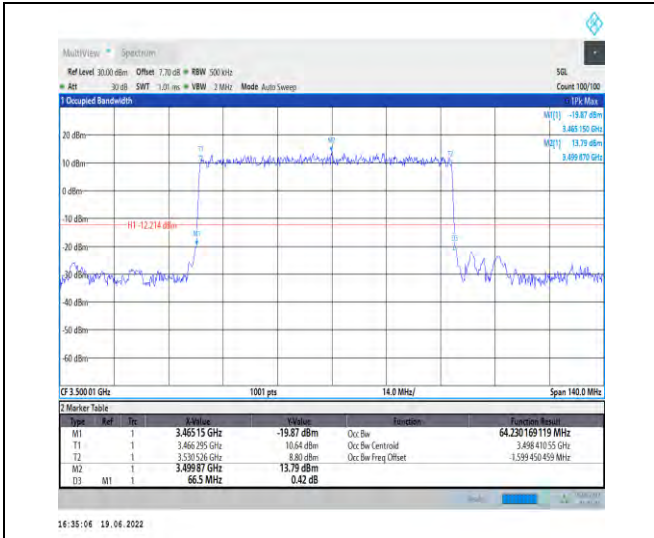 MultiView Spectrum
Ref Level 30.00 dBm Offset 7.70 dB RBW 500 kHz SGL
Att 30 dB SWT 1.01 ms VBW 2 MHz Mode Auto Sweep Count 100/100
1 Occupied Bandwidth 1Pk Max
M1[1] -19.87 dBm
3.465 150 GHz
M2[1] 13.79 dBm
3.499 870 GHz
20 dBm
M2
T1
T2
10 dBm
0 dBm
-10 dBm
H1 -12.214 dBm
M1
D3
-20 dBm
-30 dBm
-40 dBm
-50 dBm
-60 dBm
CF 3.500 01 GHz 1001 pts 14.0 MHz/ Span 140.0 MHz
2 Marker Table
Type Ref Trc X-Value Y-Value Function Function Result
M1 1 3.465 15 GHz -19.87 dBm Occ Bw 64.230 169 119 MHz
T1 1 3.466 295 GHz 10.64 dBm Occ Bw Centroid 3.498 410 55 GHz
T2 1 3.530 526 GHz 8.80 dBm Occ Bw Freq Offset -1.599 450 459 MHz
M2 1 3.499 87 GHz 13.79 dBm
D3 M1 1 66.5 MHz 0.42 dB
16:35:06 19.06.2022